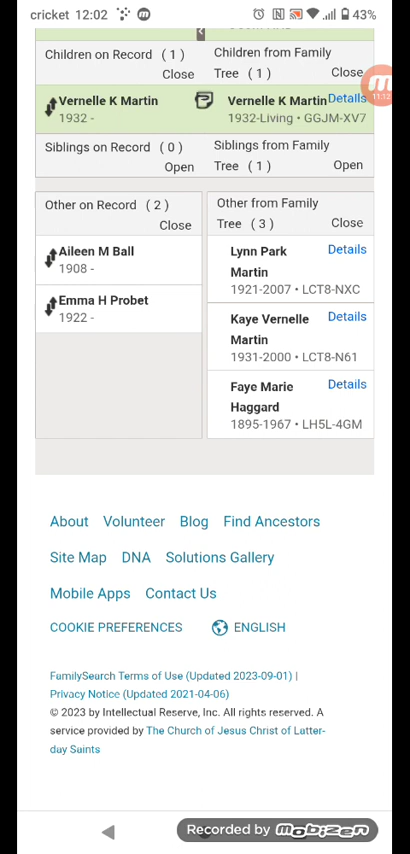 cricket 12:02
43%
Children on Record ( 1 )
Close
Children from Family
Tree ( 1 )
Close
Vernelle K Martin
1932 -
Vernelle K Martin
Details
1932-Living • GGJM-XV7
11:12
Siblings on Record ( 0 )
Open
Siblings from Family
Tree ( 1 )
Open
Other on Record ( 2 )
Close
Other from Family
Tree ( 3 )
Close
Aileen M Ball
1908 -
Emma H Probet
1922 -
Lynn Park
Martin
Details
1921-2007 • LCT8-NXC
Kaye Vernelle
Martin
Details
1931-2000 • LCT8-N61
Faye Marie
Haggard
Details
1895-1967 • LH5L-4GM
About Volunteer Blog Find Ancestors
Site Map DNA Solutions Gallery
Mobile Apps Contact Us
COOKIE PREFERENCES ENGLISH
FamilySearch Terms of Use (Updated 2023-09-01) |
Privacy Notice (Updated 2021-04-06)
© 2023 by Intellectual Reserve, Inc. All rights reserved. A
service provided by The Church of Jesus Christ of Latter-
day Saints
Recorded by mobizen